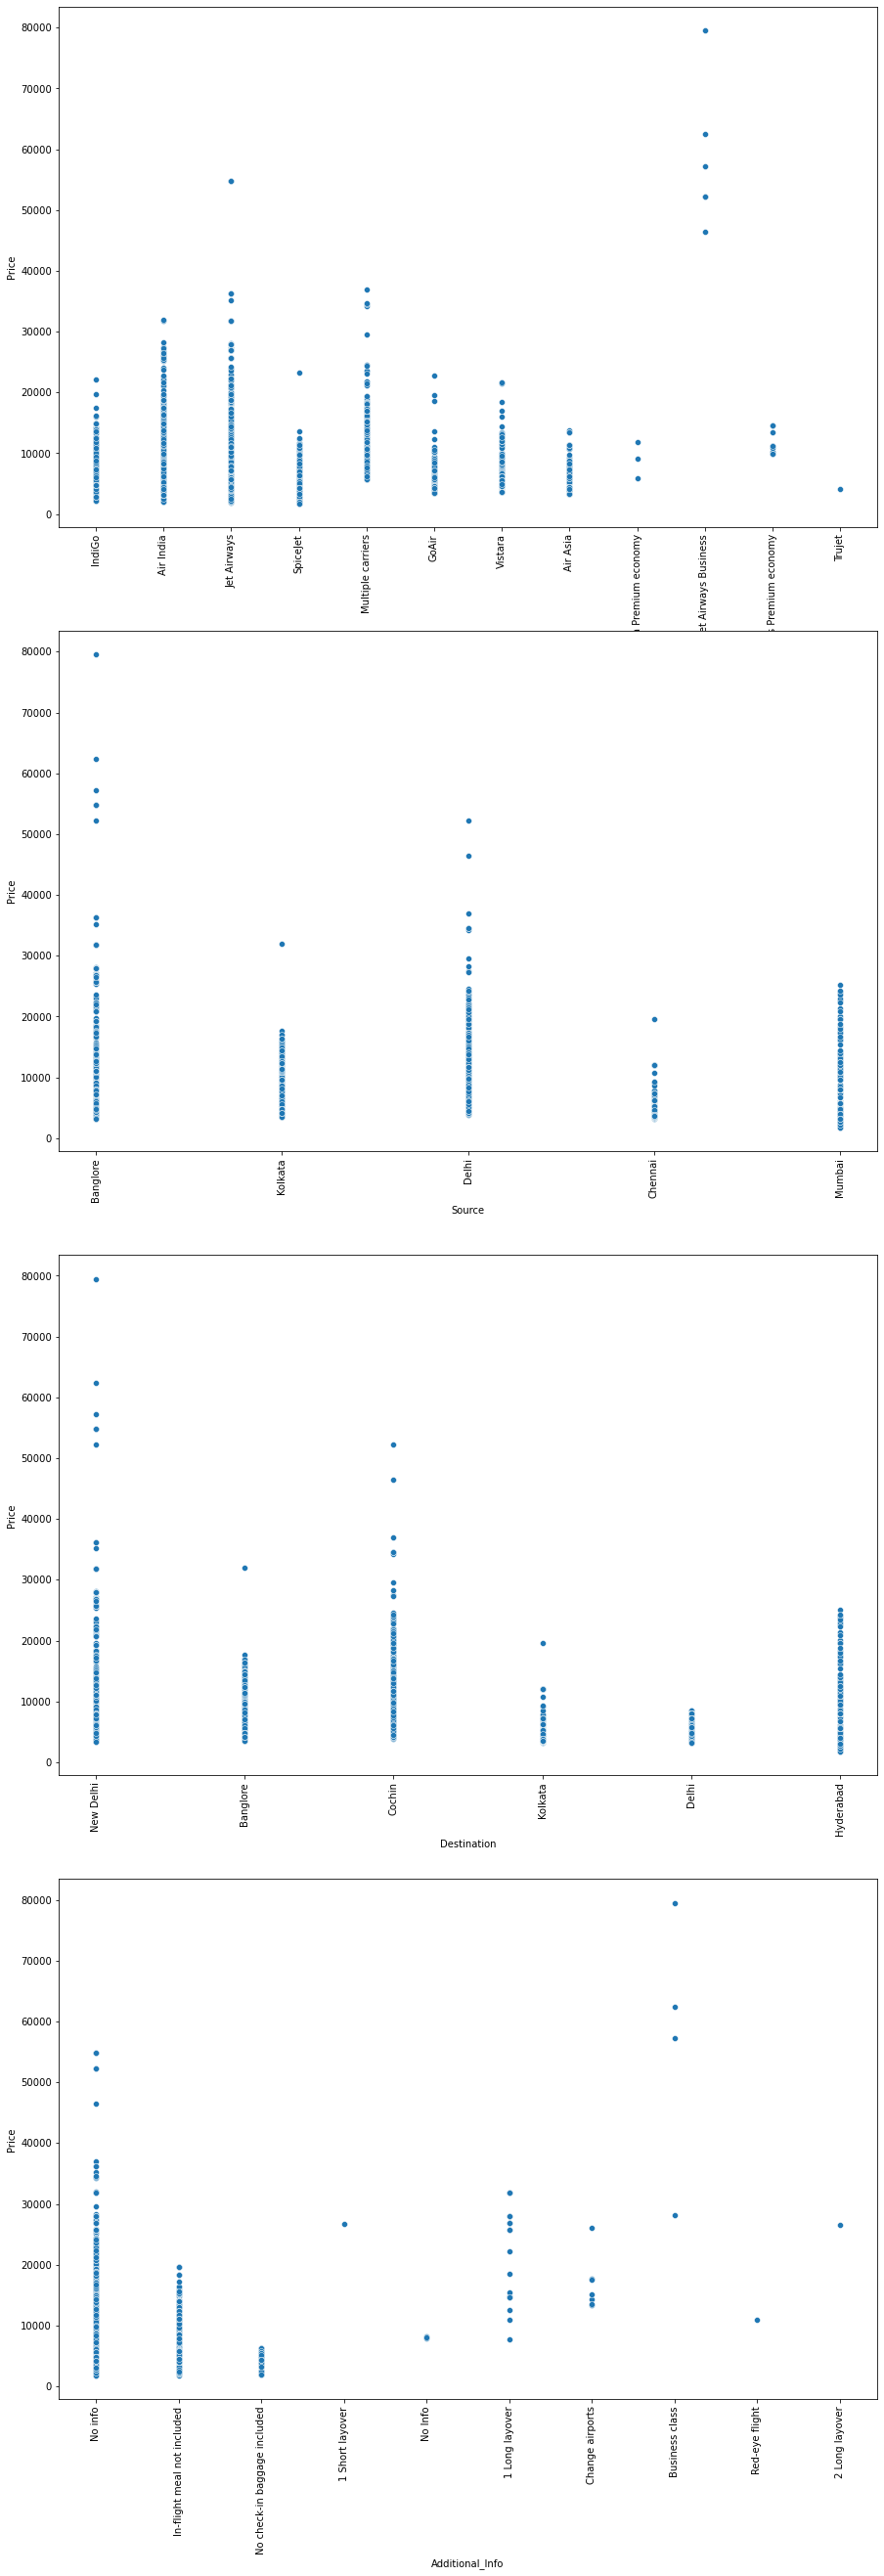 80000
70000
60000
50000
40000
30000
20000
10000
0
Price
IndiGo
Air India
Jet Airways
SpiceJet
Multiple carriers
GoAir
Vistara
Air Asia
Premium economy
Airways Business
Premium economy
Trujet
80000
70000
60000
50000
40000
30000
20000
10000
0
Price
Banglore
Kolkata
Delhi
Chennai
Mumbai
Source
80000
70000
60000
50000
40000
30000
20000
10000
0
Price
New Delhi
Banglore
Cochin
Kolkata
Delhi
Hyderabad
Destination
80000
70000
60000
50000
40000
30000
20000
10000
0
Price
No info
In-flight meal not included
No check-in baggage included
1 Short layover
No Info
1 Long layover
Change airports
Business class
Red-eye flight
2 Long layover
Additional_Info